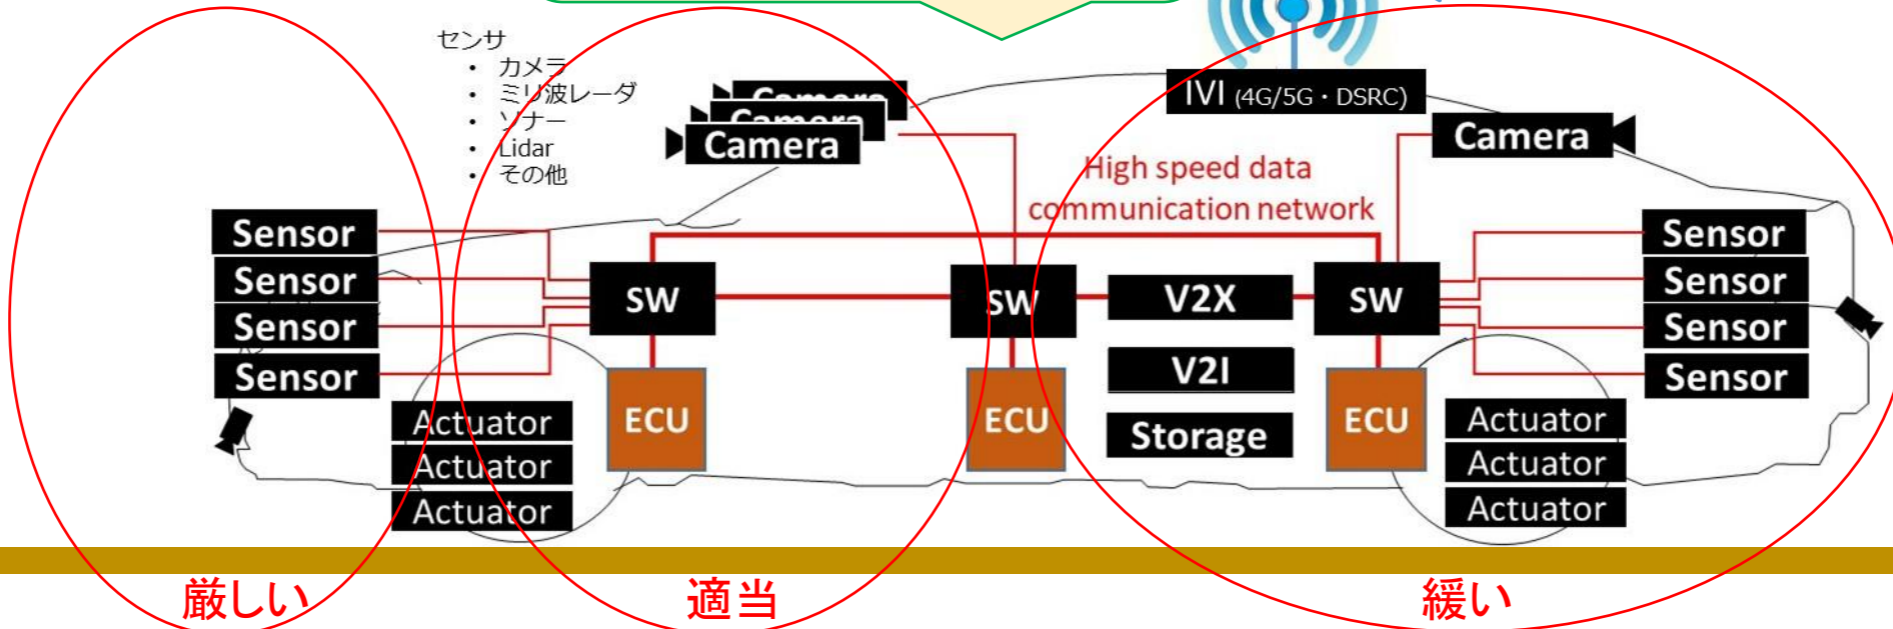 センサ
・ カメラ
・ ミリ波レーダ
・ ソナー
・ Lidar
・ その他
Camera
Camera
Camera
IVI (4G/5G・DSRC)
Camera
High speed data
communication network
Sensor
Sensor
Sensor
Sensor
SW
SW
V2X
SW
Sensor
Sensor
Sensor
Sensor
V2I
Storage
ECU
ECU
ECU
Actuator
Actuator
Actuator
Actuator
Actuator
Actuator
厳しい
適当
緩い